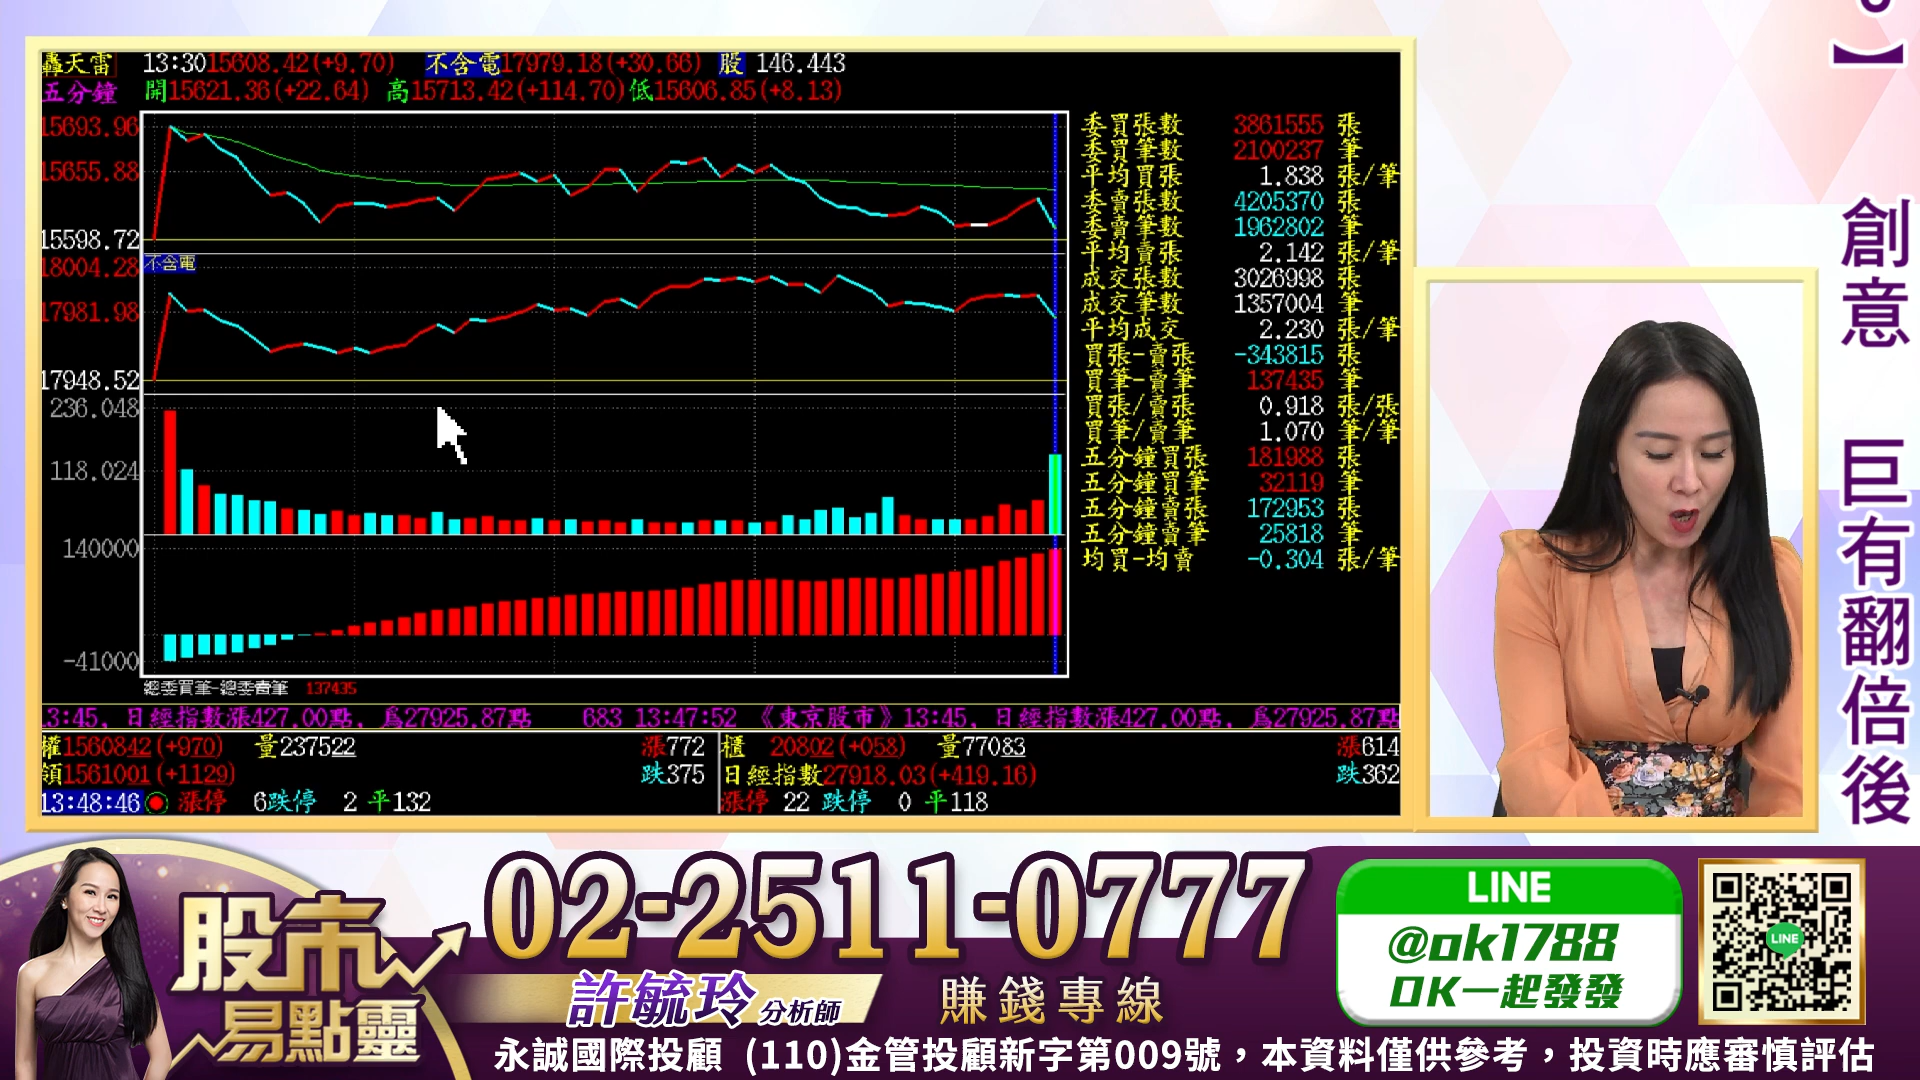 轟天雷 13:30 15608.42(+9.70) 不含電17979.18(+30.66) 股 146.443
五分鐘 開15621.36(+22.64) 高15713.42(+114.70) 低15606.85(+8.13)
15693.96
15655.88
15598.72
18004.28
不含電
17981.98
17948.52
236.048
118.024
140000
-41000
總委買筆-總委賣筆 137435
委買張數 3861555 張
委買筆數 2100237 筆
平均買張 1.838 張/筆
委賣張數 4205370 張
委賣筆數 1962802 筆
平均賣張 2.142 張/筆
成交張數 3026998 張
成交筆數 1357004 筆
平均成交 2.230 張/筆
買張-賣張 -343815 張
買筆-賣筆 137435 筆
買張/賣張 0.918 張/張
買筆/賣筆 1.070 筆/筆
五分鐘買張 181988 張
五分鐘買筆 32119 筆
五分鐘賣張 172953 張
五分鐘賣筆 25818 筆
均買-均賣 -0.304 張/筆
13:45, 日經指數漲427.00點, 為27925.87點 683 13:47:52 《東京股市》13:45, 日經指數漲427.00點, 為27925.87點
權1560842(+970) 量237522 漲772 櫃 20802(+058) 量77083 漲614
領1561001(+1129) 跌375 日經指數27918.03(+419.16) 跌362
13:48:46 漲停 6跌停 2 平132 漲停 22 跌停 0 平118
】
創意 巨有翻倍後
股市
易點靈
02-2511-0777
許毓玲 分析師 賺錢專線
LINE
@ok1788
OK一起發發
LINE
永誠國際投顧 (110)金管投顧新字第009號，本資料僅供參考，投資時應審慎評估